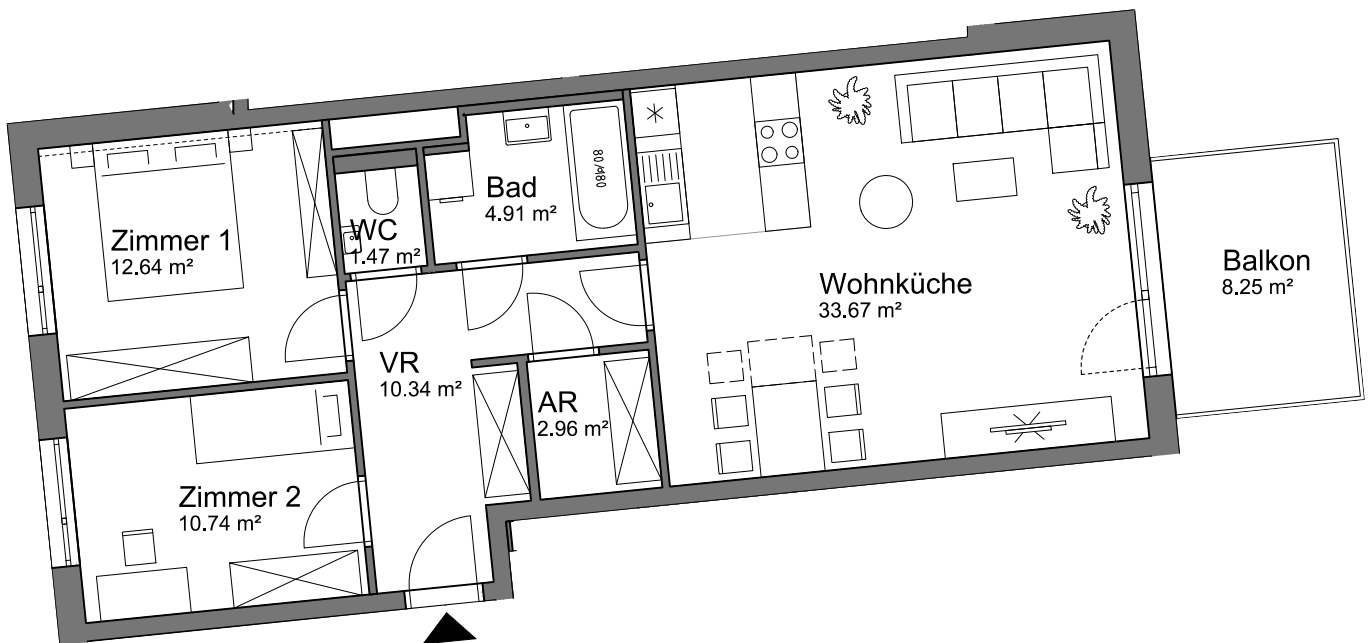 Zimmer 1
12.64 m²
WC
1.47 m²
Bad
4.91 m²
80/180
Wohnküche
33.67 m²
Balkon
8.25 m²
VR
10.34 m²
AR
2.96 m²
Zimmer 2
10.74 m²